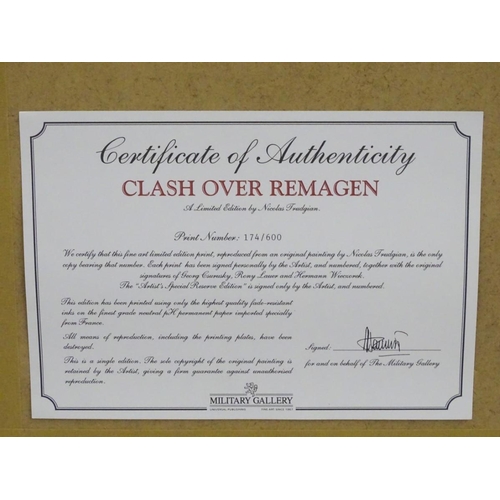 Certificate of Authenticity
CLASH OVER REMAGEN
A Limited Edition by Nicolas Trudgian.
Print Number: 174/600
We certify that this fine art limited edition print, reproduced from an original painting by Nicolas Trudgian, is the only
copy bearing that number. Each print has been signed personally by the Artist, and numbered, together with the original
signatures of Georg Czionsky, Rony Lauer and Hermann Wieczorek.
The "Artist's Special Reserve Edition" is signed only by the Artist, and numbered.
This edition has been printed using only the highest quality fade-resistant
inks on the finest grade neutral pH permanent paper imported specially
from France.
All means of reproduction, including the printing plates, have been
destroyed.
This is a single edition. The sole copyright of the original painting is
retained by the Artist, giving a firm guarantee against unauthorised
reproduction.
Signed:
for and on behalf of The Military Gallery
MILITARY GALLERY